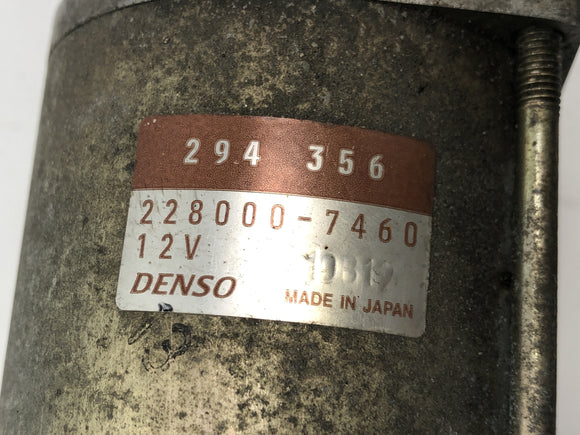 294 356
228000-7460
12V
DENSO
MADE IN JAPAN